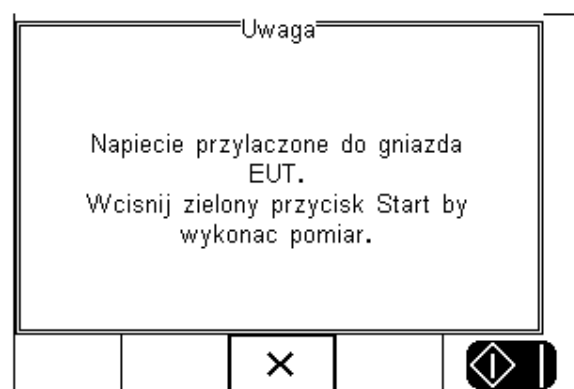 Uwaga
Napiecie przylaczone do gniazda
EUT.
Wcisnij zielony przycisk Start by
wykonac pomiar.